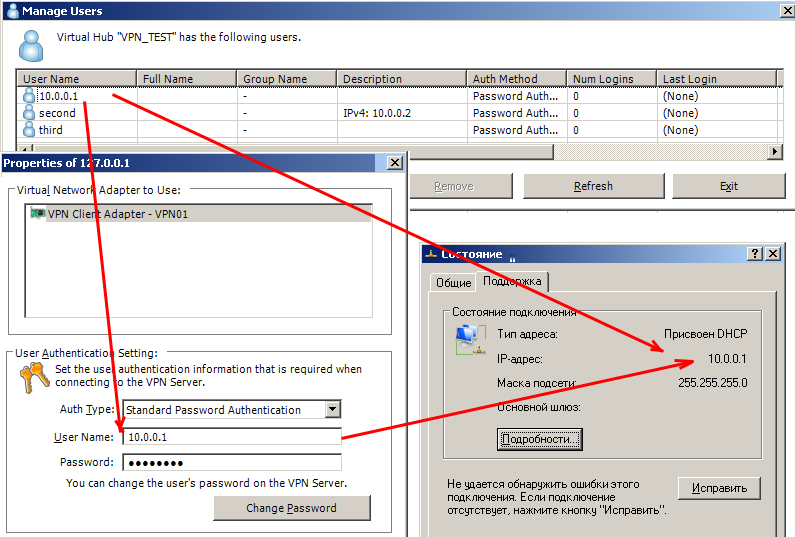 Manage Users
Virtual Hub "VPN_TEST" has the following users.
User Name Full Name Group Name Description Auth Method Num Logins Last Login
10.0.0.1 - Password Auth... 0 (None)
second - IPv4: 10.0.0.2 Password Auth... 0 (None)
third - Password Auth... 0 (None)
Remove Refresh Exit
Properties of 127.0.0.1
Virtual Network Adapter to Use:
VPN Client Adapter - VPN01
User Authentication Setting:
Set the user authentication information that is required when
connecting to the VPN Server.
Auth Type: Standard Password Authentication
User Name: 10.0.0.1
Password: ●●●●●●●●
You can change the user's password on the VPN Server.
Change Password
Состояние
Общие Поддержка
Состояние подключения
Тип адреса: Присвоен DHCP
IP-адрес: 10.0.0.1
Маска подсети: 255.255.255.0
Основной шлюз:
Подробности...
Не удается обнаружить ошибки этого
подключения. Если подключение
отсутствует, нажмите кнопку "Исправить".
Исправить